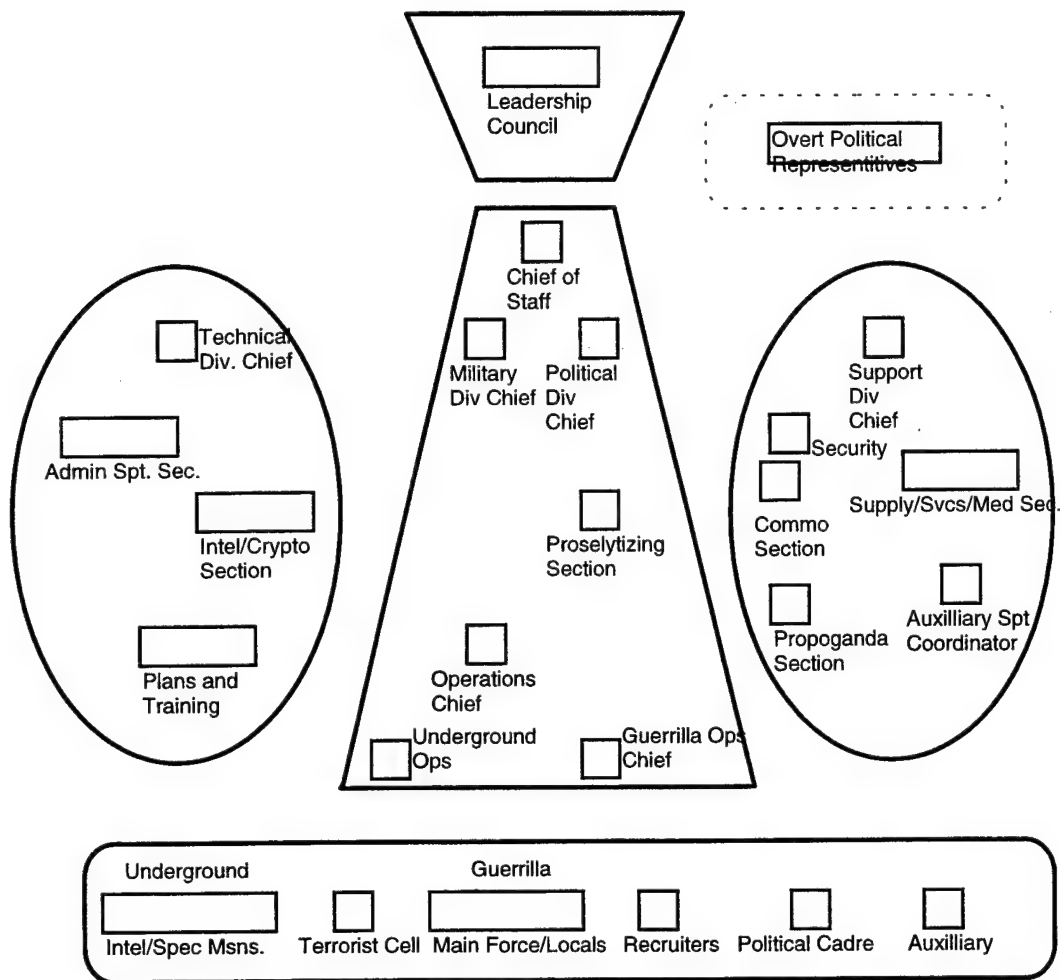 Leadership
Council
Overt Political
Representitives
Chief of
Staff
Military
Div Chief
Political
Div
Chief
Proselytizing
Section
Operations
Chief
Underground
Ops
Guerrilla Ops
Chief
Technical
Div. Chief
Admin Spt. Sec.
Intel/Crypto
Section
Plans and
Training
Support
Div
Chief
Security
Supply/Svcs/Med Sec.
Commo
Section
Propoganda
Section
Auxilliary Spt
Coordinator
Underground
Guerrilla
Intel/Spec Msns.
Terrorist Cell
Main Force/Locals
Recruiters
Political Cadre
Auxilliary